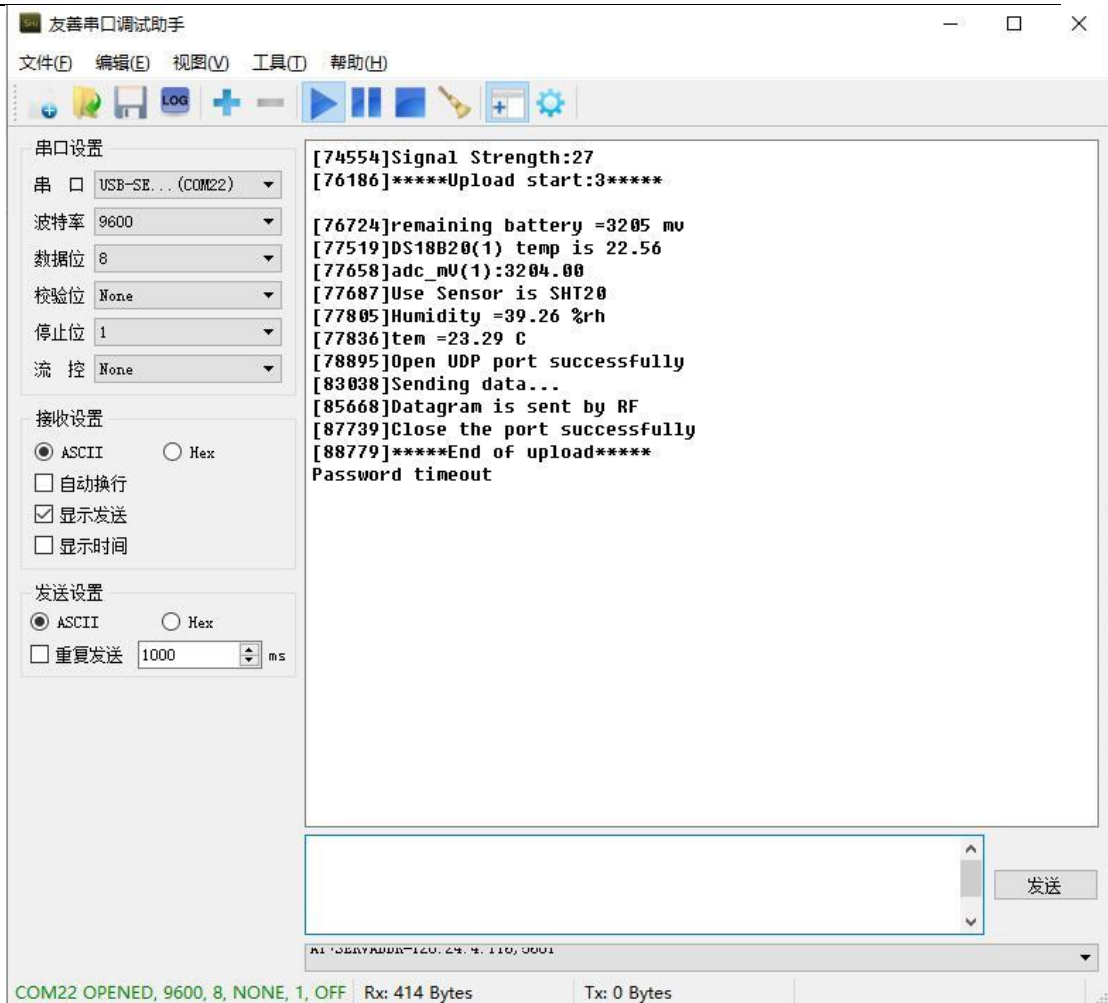 友善串口调试助手
文件(F) 编辑(E) 视图(V) 工具(T) 帮助(H)
LOG
串口设置
串 口 USB-SE...(COM22)
波特率 9600
数据位 8
校验位 None
停止位 1
流 控 None
接收设置
ASCII Hex
自动换行
显示发送
显示时间
发送设置
ASCII Hex
重复发送 1000 ms
[74554]Signal Strength:27
[76186]*****Upload start:3*****
[76724]remaining battery =3205 mv
[77519]DS18B20(1) temp is 22.56
[77658]adc_mV(1):3204.00
[77687]Use Sensor is SHT20
[77805]Humidity =39.26 %rh
[77836]tem =23.29 C
[78895]Open UDP port successfully
[83038]Sending data...
[85668]Datagram is sent by RF
[87739]Close the port successfully
[88779]*****End of upload*****
Password timeout
发送
COM22 OPENED, 9600, 8, NONE, 1, OFF Rx: 414 Bytes Tx: 0 Bytes